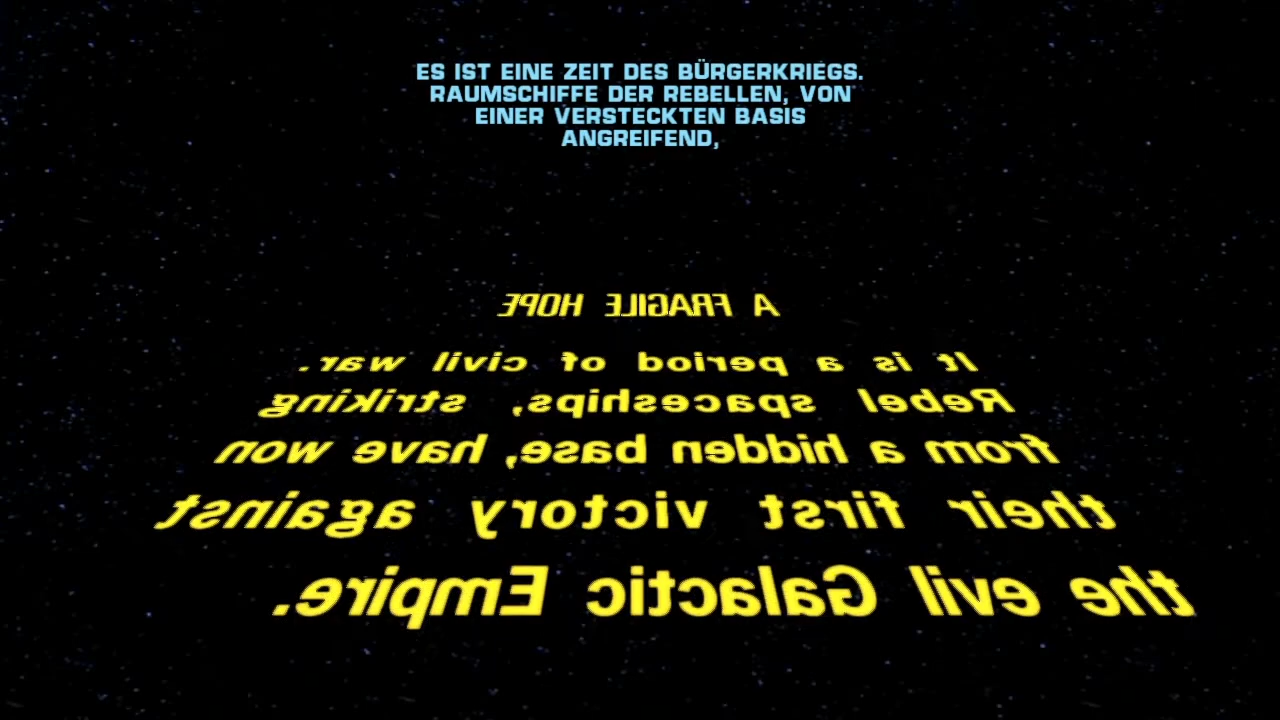 ES IST EINE ZEIT DES BÜRGERKRIEGS.
RAUMSCHIFFE DER REBELLEN, VON
EINER VERSTECKTEN BASIS
ANGREIFEND,
A FRAGILE HOPE
It is a period of civil war.
Rebel spaceships, striking
from a hidden base, have won
their first victory against
the evil Galactic Empire.